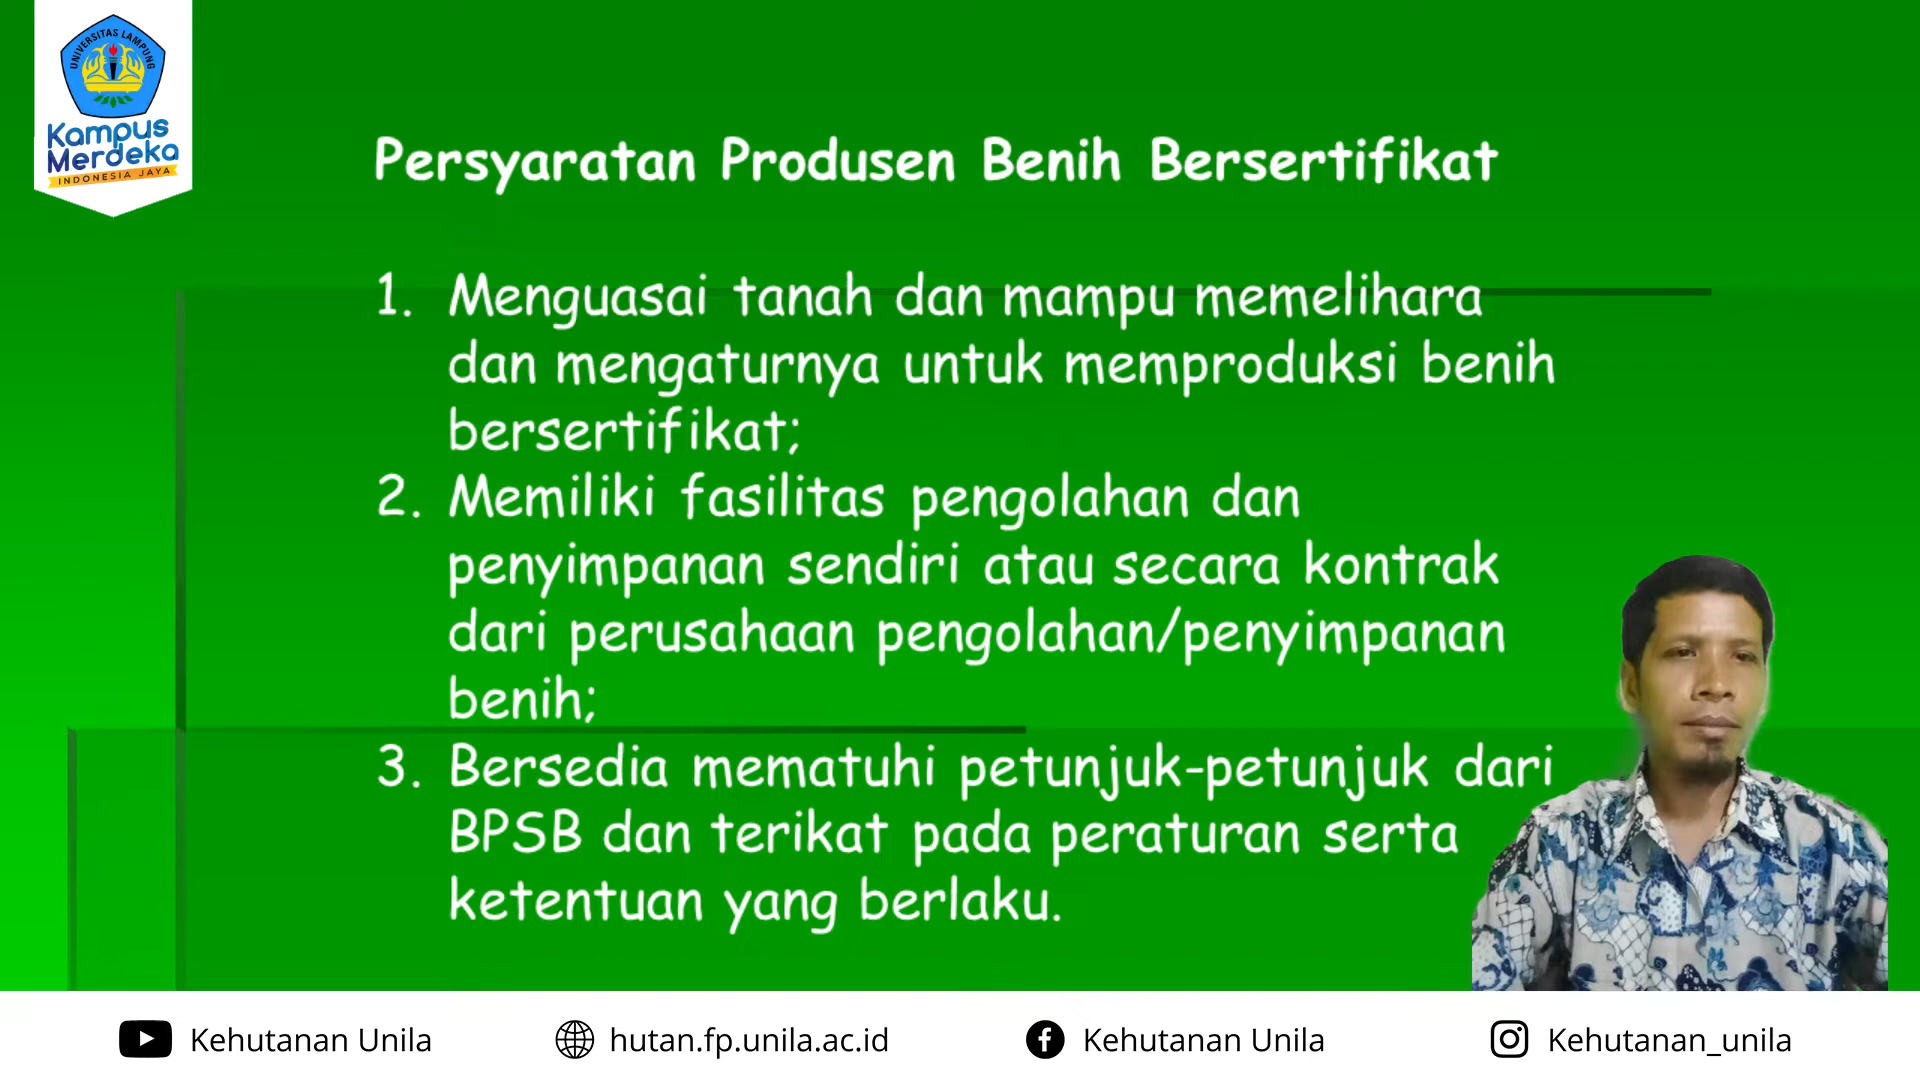 UNIVERSITAS LAMPUNG
Kampus
Merdeka
INDONESIA JAYA
Persyaratan Produsen Benih Bersertifikat
1. Menguasai tanah dan mampu memelihara
dan mengaturnya untuk memproduksi benih
bersertifikat;
2. Memiliki fasilitas pengolahan dan
penyimpanan sendiri atau secara kontrak
dari perusahaan pengolahan/penyimpanan
benih;
3. Bersedia mematuhi petunjuk-petunjuk dari
BPSB dan terikat pada peraturan serta
ketentuan yang berlaku.
Kehutanan Unila
hutan.fp.unila.ac.id
Kehutanan Unila
Kehutanan_unila